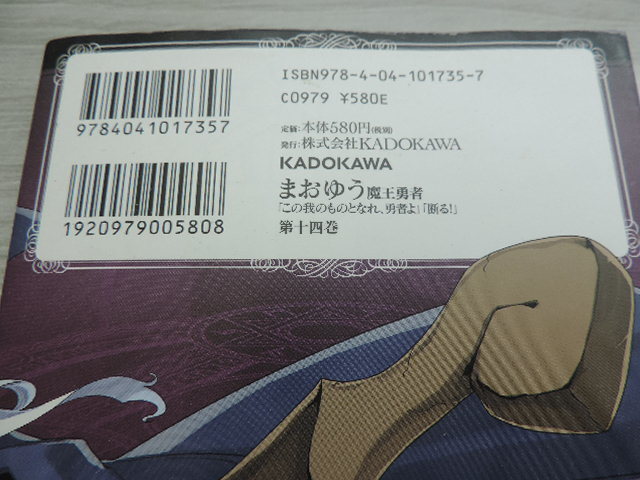 ISBN978-4-04-101735-7
C0979 ¥580E
9784041017357
定価:本体580円(税別)
発行:株式会社KADOKAWA
KADOKAWA
まおゆう魔王勇者
「この我のものとなれ、勇者よ」「断る!」
第十四巻
1920979005808